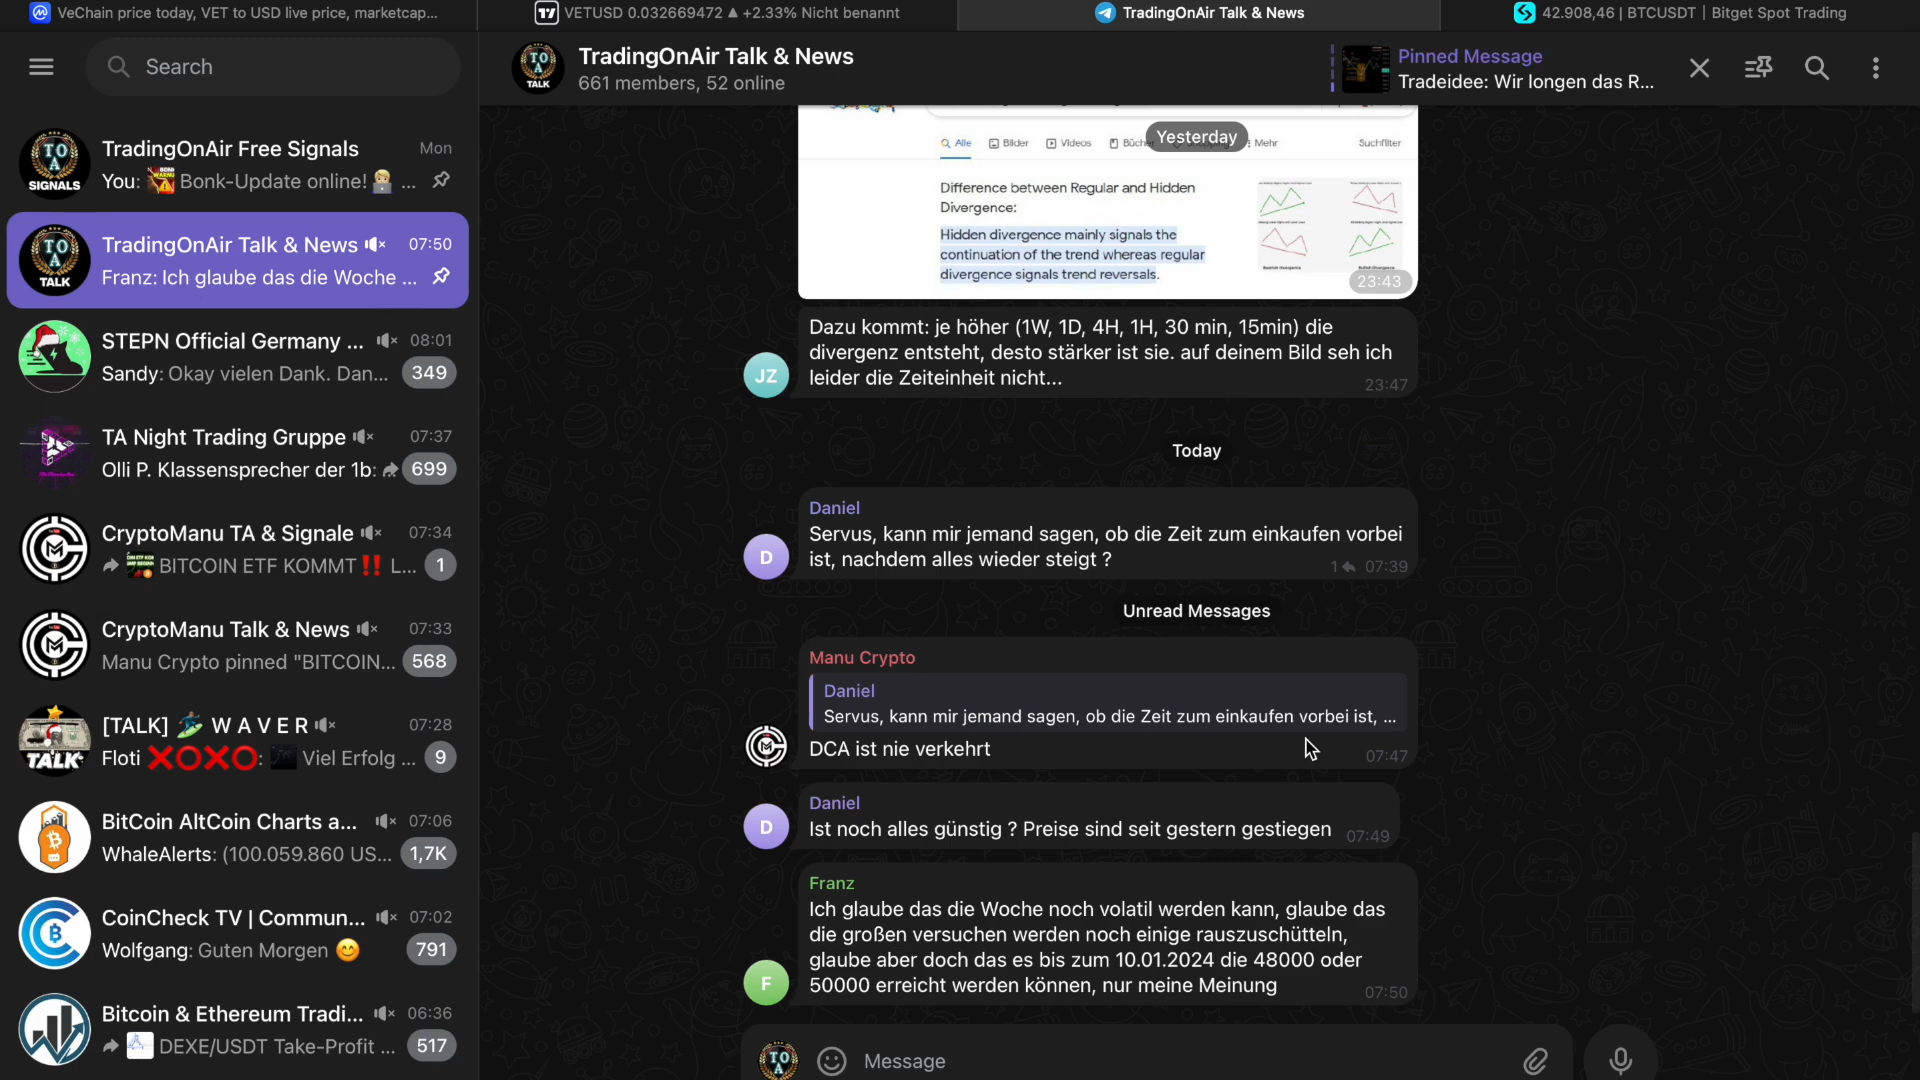 VeChain price today, VET to USD live price, marketcap...
VETUSD 0.032669472 ▲ +2.33% Nicht benannt
TradingOnAir Talk & News
42.908,46 | BTCUSDT | Bitget Spot Trading
Search
TradingOnAir Talk & News
661 members, 52 online
Pinned Message
Tradeidee: Wir longen das R...
TradingOnAir Free Signals
Mon
You: Bonk-Update online! ...
TradingOnAir Talk & News
07:50
Franz: Ich glaube das die Woche ...
STEPN Official Germany ...
08:01
Sandy: Okay vielen Dank. Dan...
349
TA Night Trading Gruppe
07:37
Olli P. Klassensprecher der 1b:
699
CryptoManu TA & Signale
07:34
BITCOIN ETF KOMMT‼️ L...
1
CryptoManu Talk & News
07:33
Manu Crypto pinned "BITCOIN...
568
[TALK] 🏄 W A V E R
07:28
Floti ❌⭕❌⭕: Viel Erfolg ...
9
BitCoin AltCoin Charts a...
07:06
WhaleAlerts: (100.059.860 US...
1,7K
CoinCheck TV | Commun...
07:02
Wolfgang: Guten Morgen 😊
791
Bitcoin & Ethereum Tradi...
06:36
DEXE/USDT Take-Profit ...
517
TO
A
SIGNALS
TO
A
TALK
TALK
Yesterday
Alle
Bilder
Videos
Büche
Mehr
Suchfilter
Difference between Regular and Hidden
Divergence:
Hidden divergence mainly signals the
continuation of the trend whereas regular
divergence signals trend reversals.
23:43
Dazu kommt: je höher (1W, 1D, 4H, 1H, 30 min, 15min) die
divergenz entsteht, desto stärker ist sie. auf deinem Bild seh ich
leider die Zeiteinheit nicht...
23:47
JZ
Today
Daniel
Servus, kann mir jemand sagen, ob die Zeit zum einkaufen vorbei
ist, nachdem alles wieder steigt ?
1 07:39
D
Unread Messages
Manu Crypto
Daniel
Servus, kann mir jemand sagen, ob die Zeit zum einkaufen vorbei ist, ...
DCA ist nie verkehrt
07:47
Daniel
Ist noch alles günstig ? Preise sind seit gestern gestiegen
07:49
D
Franz
Ich glaube das die Woche noch volatil werden kann, glaube das
die großen versuchen werden noch einige rauszuschütteln,
glaube aber doch das es bis zum 10.01.2024 die 48000 oder
50000 erreicht werden können, nur meine Meinung
07:50
F
Message